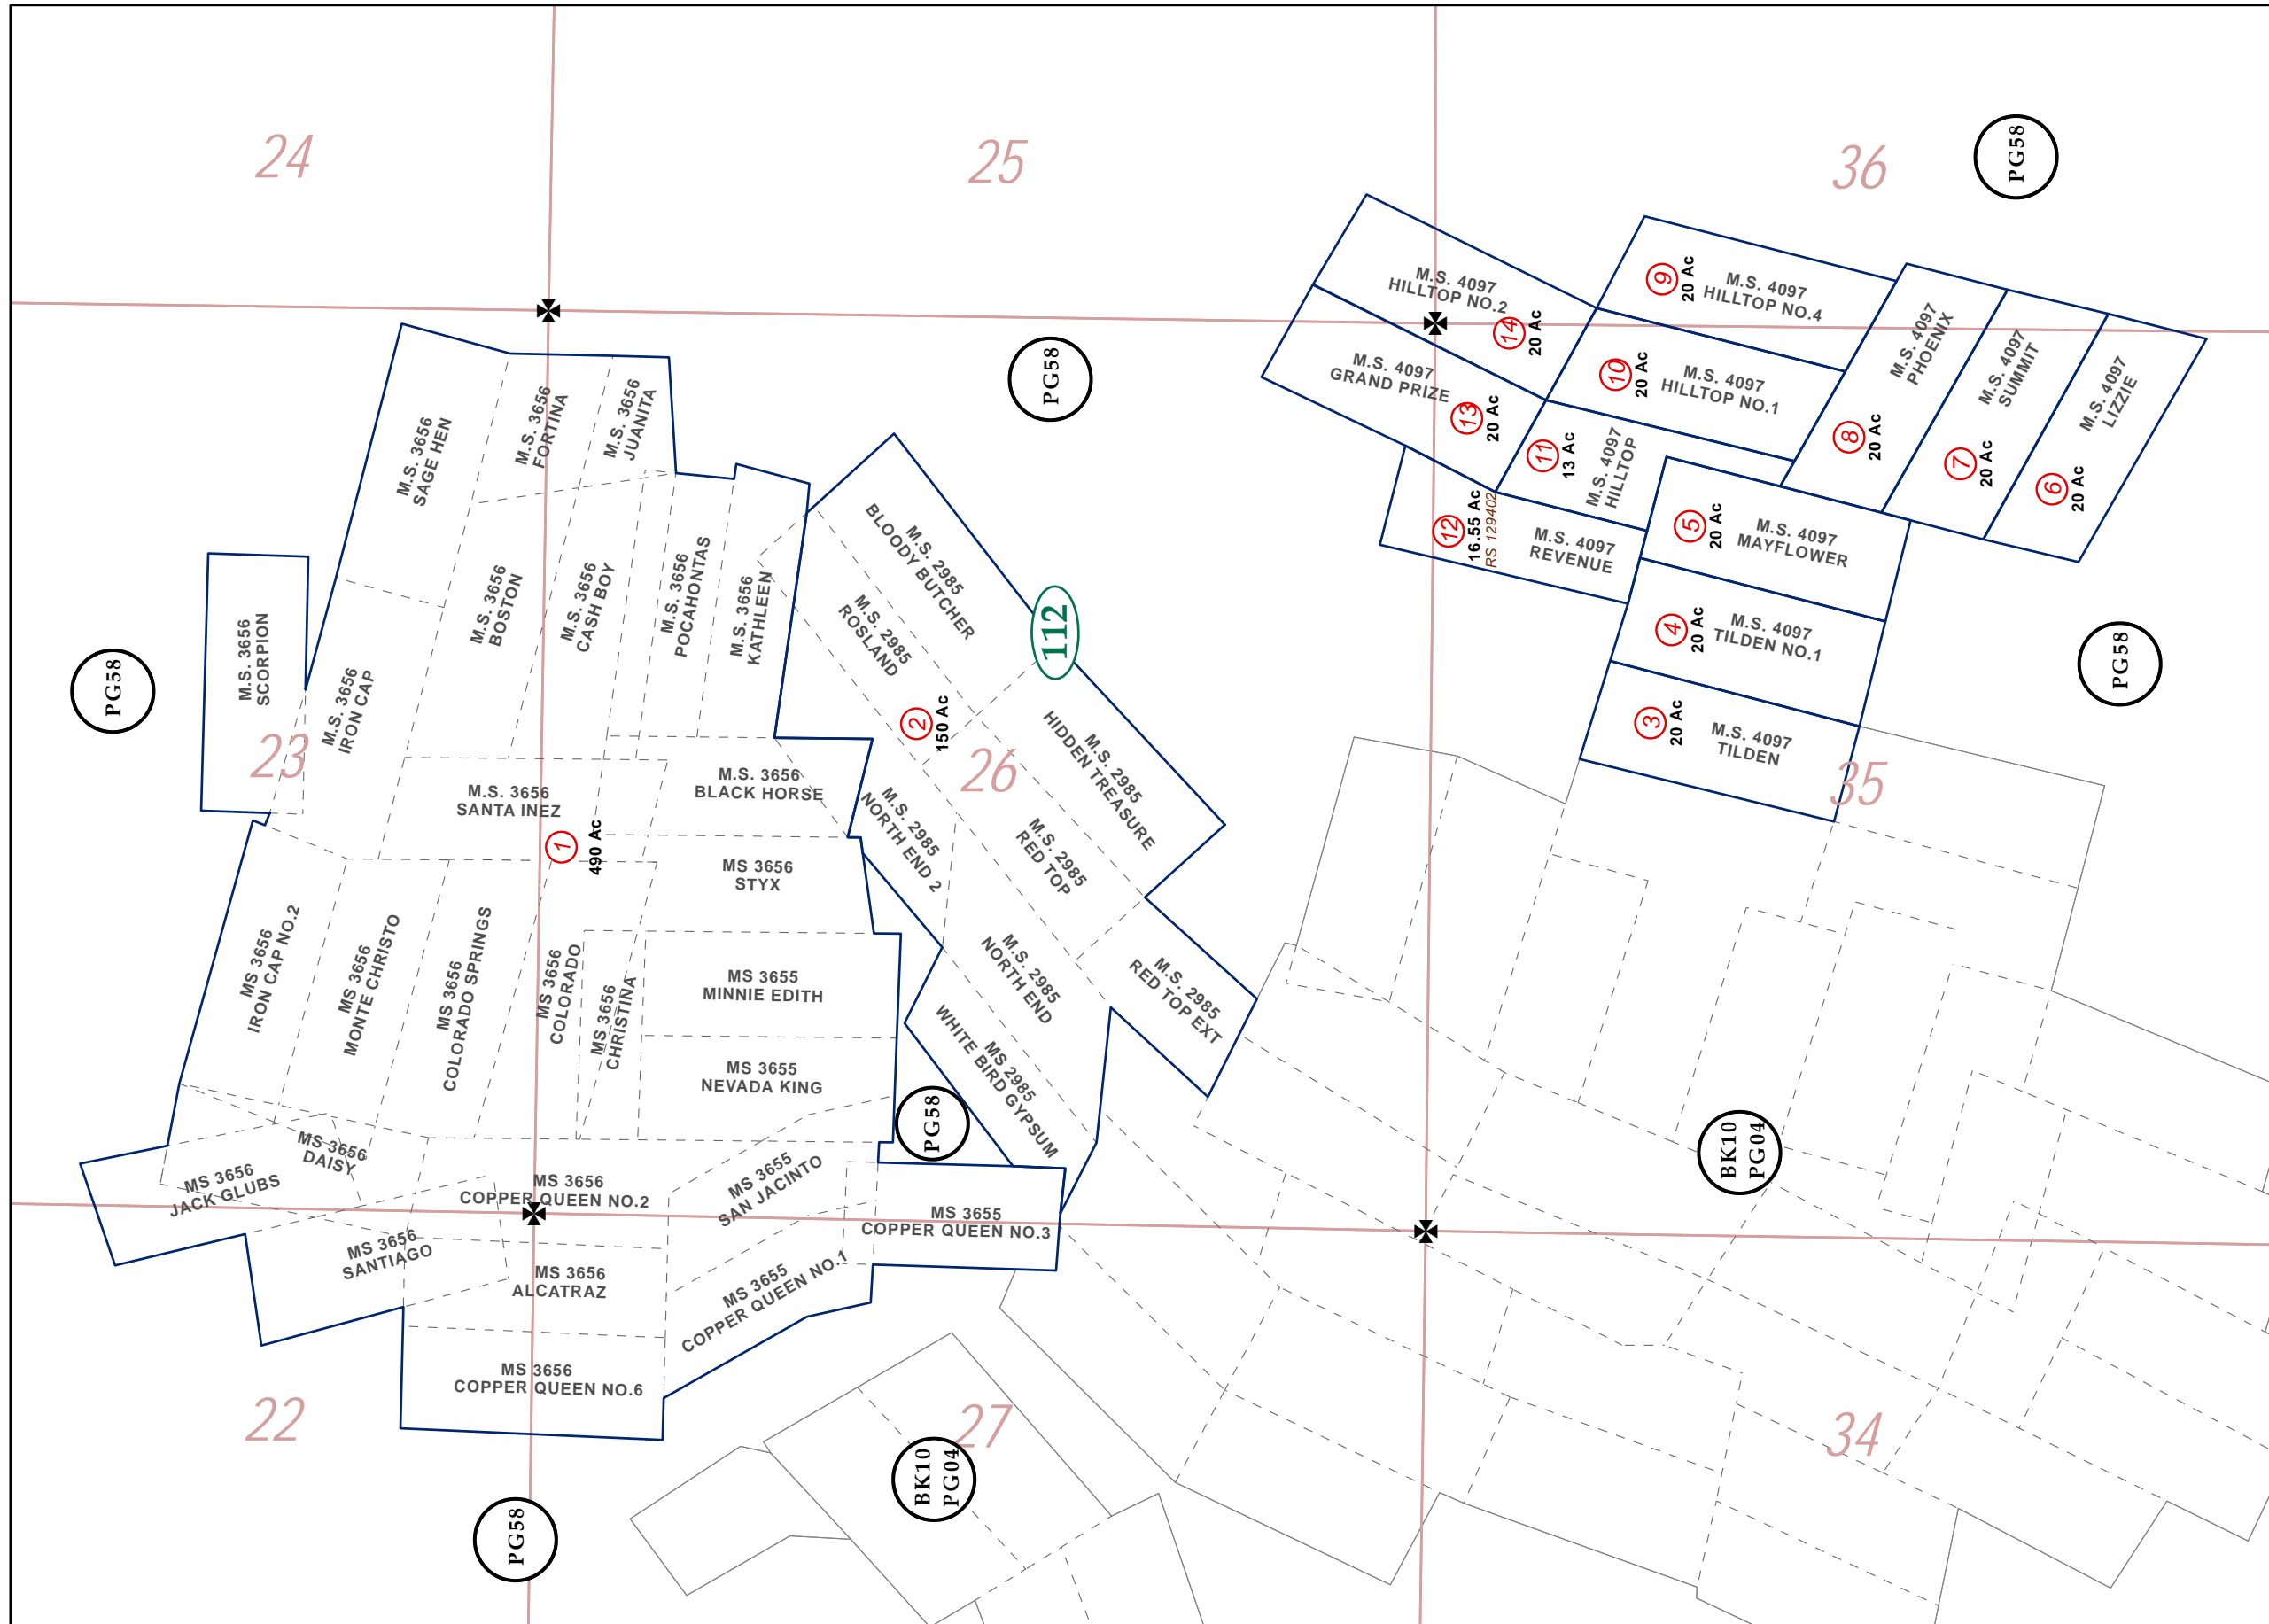 24
25
36
PG58
M.S. 4097
HILLTOP NO.2
14
20 Ac
9
20 Ac
M.S. 4097
HILLTOP NO.4
M.S. 4097
PHOENIX
8
20 Ac
M.S. 4097
SUMMIT
7
20 Ac
M.S. 4097
LIZZIE
6
20 Ac
M.S. 4097
GRAND PRIZE
13
20 Ac
10
20 Ac
M.S. 4097
HILLTOP NO.1
11
13 Ac
M.S. 4097
HILLTOP
12
16.55 Ac
RS 129402
M.S. 4097
REVENUE
5
20 Ac
M.S. 4097
MAYFLOWER
4
20 Ac
M.S. 4097
TILDEN NO.1
3
20 Ac
M.S. 4097
TILDEN
PG58
35
PG58
M.S. 3656
SAGE HEN
M.S. 3656
FORTINA
M.S. 3656
JUANITA
M.S. 3656
SCORPION
PG58
M.S. 3656
IRON CAP
23
M.S. 3656
BOSTON
M.S. 3656
CASH BOY
M.S. 3656
POCAHONTAS
M.S. 3656
KATHLEEN
M.S. 2985
BLOODY BUTCHER
M.S. 2985
ROSLAND
112
2
150 Ac
26
M.S. 2985
HIDDEN TREASURE
M.S. 3656
SANTA INEZ
M.S. 3656
BLACK HORSE
1
490 Ac
M.S. 2985
NORTH END 2
M.S. 2985
RED TOP
MS 3656
STYX
MS 3656
IRON CAP NO.2
MS 3656
MONTE CHRISTO
MS 3656
COLORADO SPRINGS
MS 3656
COLORADO
MS 3656
CHRISTINA
MS 3655
MINNIE EDITH
MS 3655
NEVADA KING
M.S. 2985
NORTH END
M.S. 2985
RED TOP EXT
MS 2985
WHITE BIRD GYPSUM
PG58
MS 3656
DAISY
MS 3656
JACK GLUBS
MS 3656
COPPER QUEEN NO.2
MS 3655
SAN JACINTO
MS 3655
COPPER QUEEN NO.3
MS 3656
SANTIAGO
MS 3656
ALCATRAZ
MS 3655
COPPER QUEEN NO.1
MS 3656
COPPER QUEEN NO.6
BK10
PG04
22
27
34
BK10
PG04
PG58